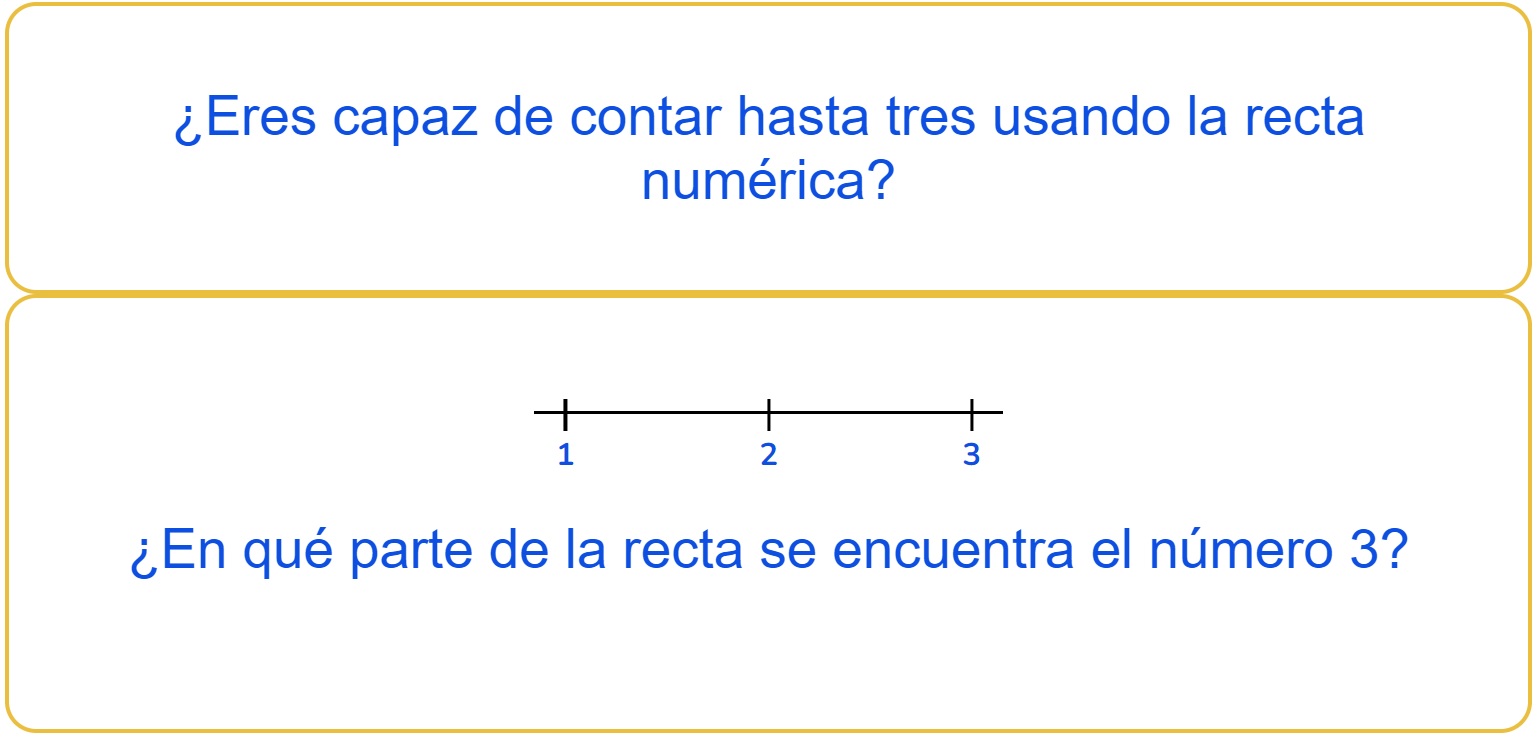 ¿Eres capaz de contar hasta tres usando la recta
numérica?
1 2 3
¿En qué parte de la recta se encuentra el número 3?